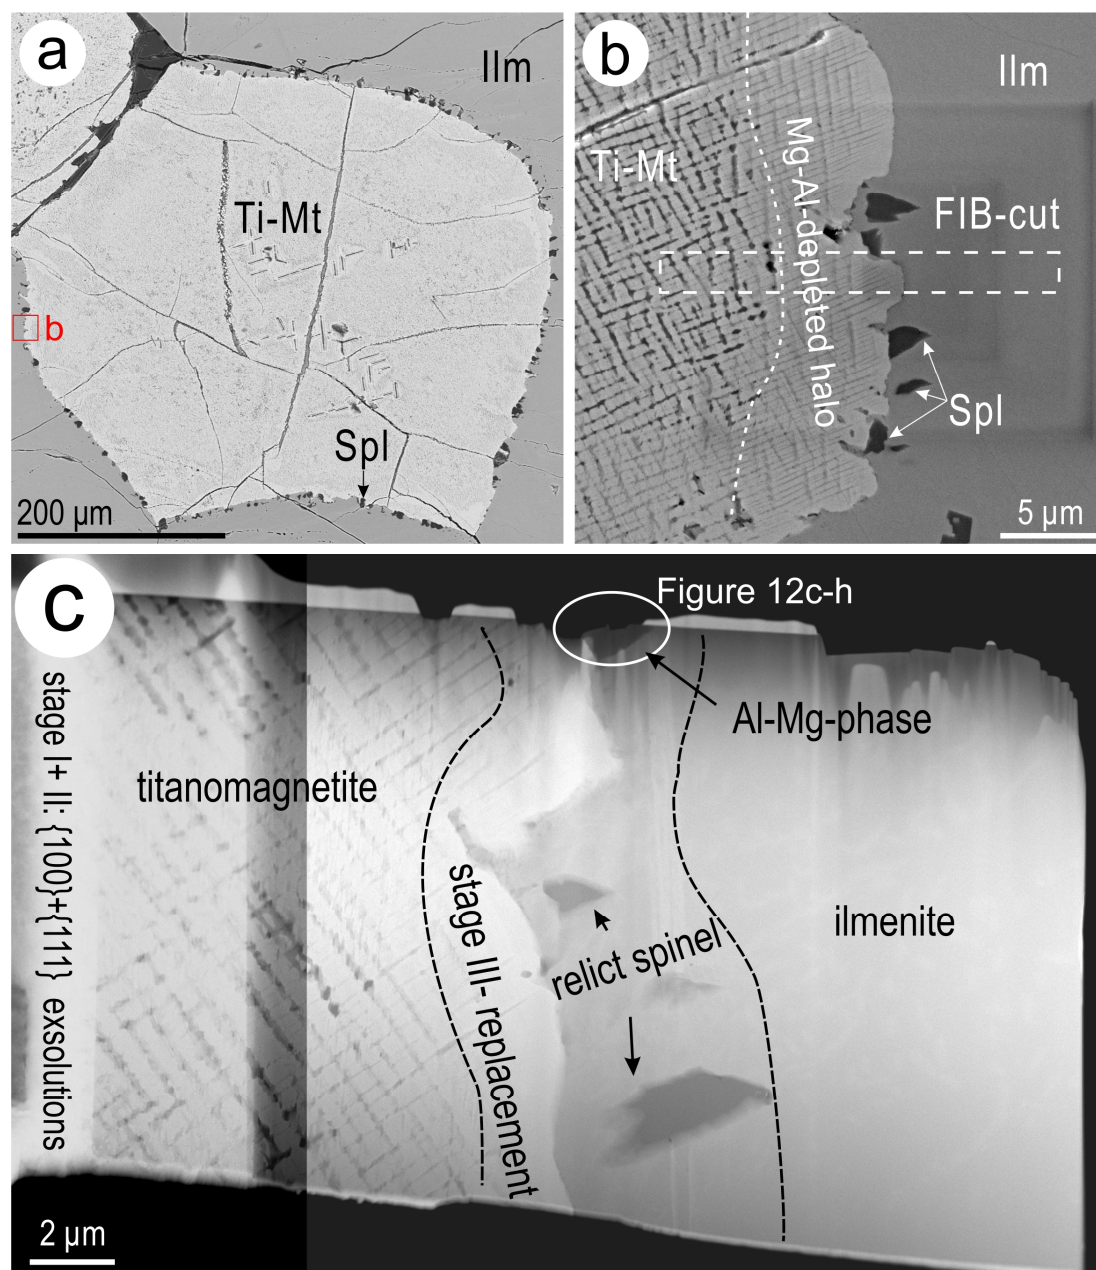 a
Ilm
Ti-Mt
b
Spl
200 µm
b
Ilm
Ti-Mt
Mg-Al-depleted halo
FIB-cut
Spl
5 µm
c
Figure 12c-h
Al-Mg-phase
stage I+ II: {100}+{111} exsolutions
titanomagnetite
stage III- replacement
relict spinel
ilmenite
2 µm